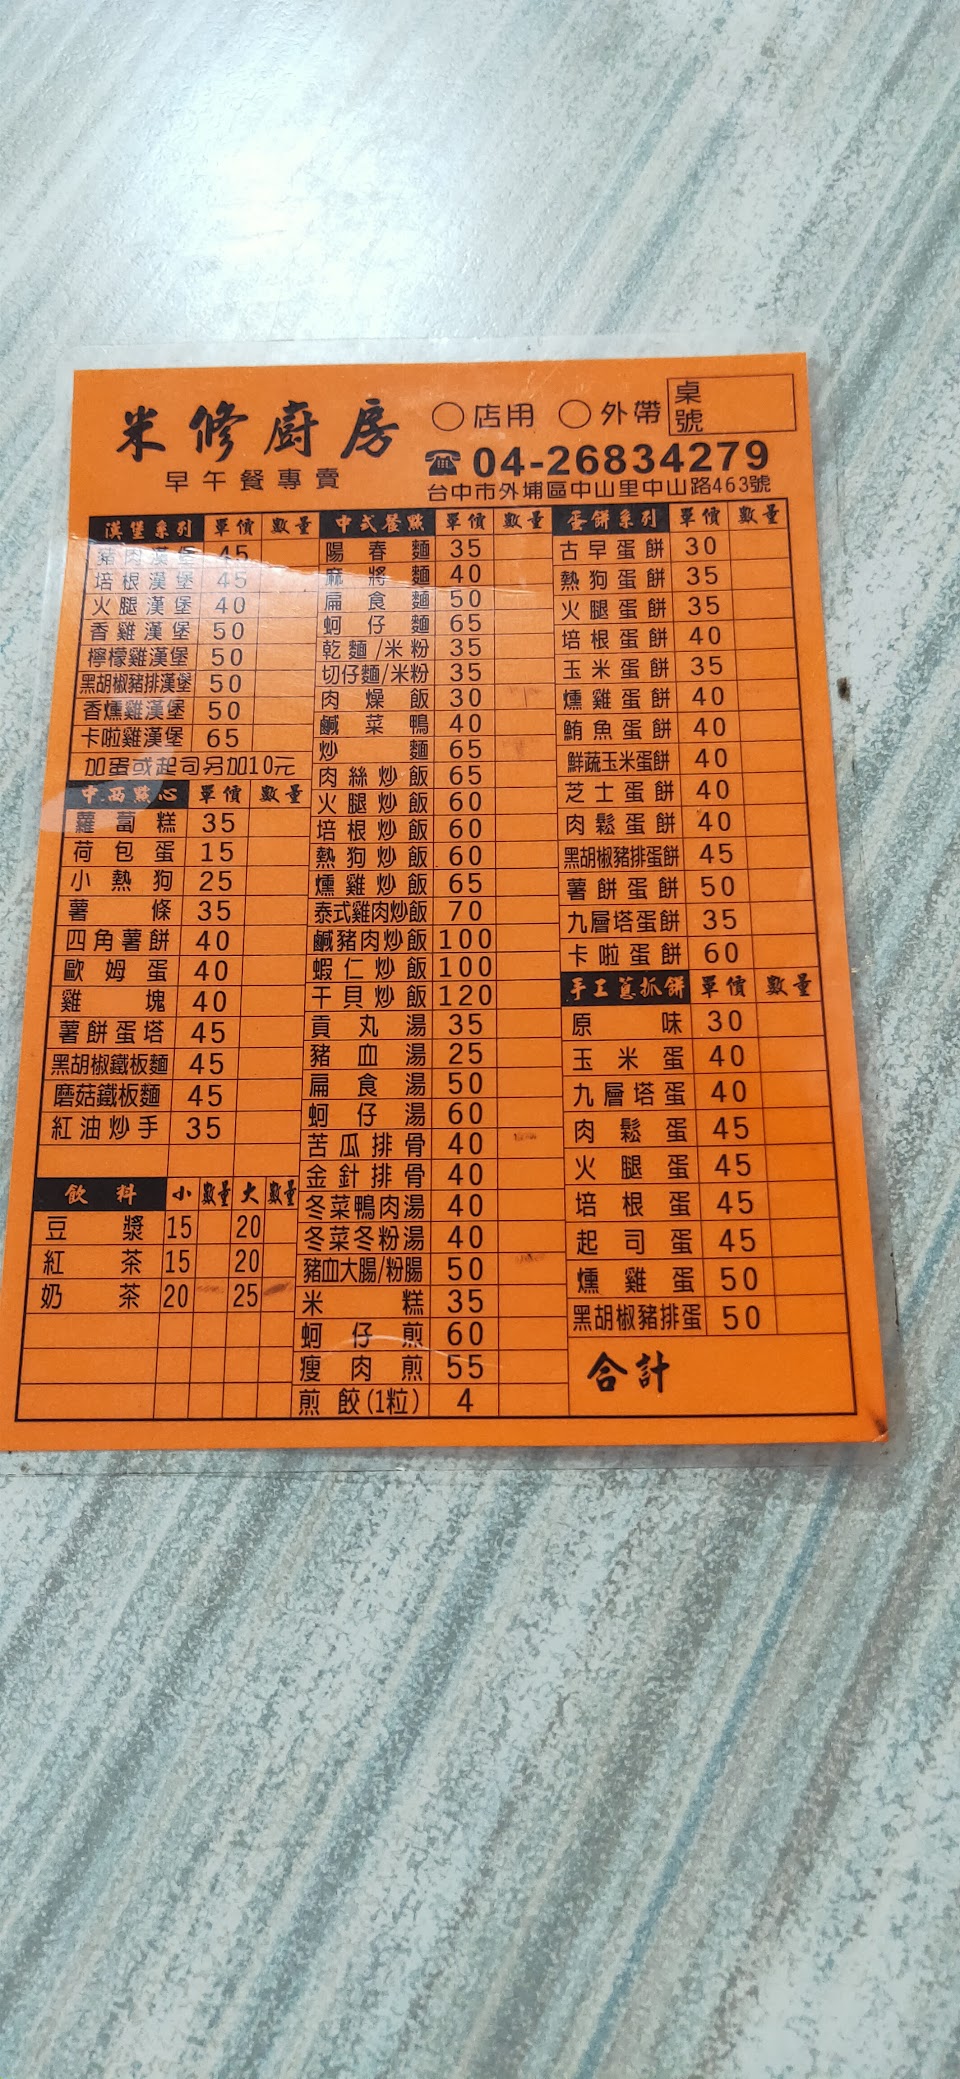 米修廚房
早午餐專賣
○店用 ○外帶 桌號
☎04-26834279
台中市外埔區中山里中山路463號
漢堡系列 單價 數量
豬肉漢堡 45
培根漢堡 45
火腿漢堡 40
香雞漢堡 50
檸檬雞漢堡 50
黑胡椒豬排漢堡 50
香燻雞漢堡 50
卡啦雞漢堡 65
加蛋或起司另加10元
中西點心 單價 數量
蘿蔔糕 35
荷包蛋 15
小熱狗 25
薯條 35
四角薯餅 40
歐姆蛋 40
雞塊 40
薯餅蛋塔 45
黑胡椒鐵板麵 45
磨菇鐵板麵 45
紅油炒手 35
飲料 小 數量 大 數量
豆漿 15 20
紅茶 15 20
奶茶 20 25
中式餐點 單價 數量
陽春麵 35
麻將麵 40
扁食麵 50
蚵仔麵 65
乾麵/米粉 35
切仔麵/米粉 35
肉燥飯 30
鹹菜鴨 40
炒麵 65
肉絲炒飯 65
火腿炒飯 60
培根炒飯 60
熱狗炒飯 60
燻雞炒飯 65
泰式雞肉炒飯 70
鹹豬肉炒飯 100
蝦仁炒飯 100
干貝炒飯 120
貢丸湯 35
豬血湯 25
扁食湯 50
蚵仔湯 60
苦瓜排骨 40
金針排骨 40
冬菜鴨肉湯 40
冬菜冬粉湯 40
豬血大腸/粉腸 50
米糕 35
蚵仔煎 60
瘦肉煎 55
煎餃(1粒) 4
蛋餅系列 單價 數量
古早蛋餅 30
熱狗蛋餅 35
火腿蛋餅 35
培根蛋餅 40
玉米蛋餅 35
燻雞蛋餅 40
鮪魚蛋餅 40
鮮蔬玉米蛋餅 40
芝士蛋餅 40
肉鬆蛋餅 40
黑胡椒豬排蛋餅 45
薯餅蛋餅 50
九層塔蛋餅 35
卡啦蛋餅 60
手工蔥抓餅 單價 數量
原味 30
玉米蛋 40
九層塔蛋 40
肉鬆蛋 45
火腿蛋 45
培根蛋 45
起司蛋 45
燻雞蛋 50
黑胡椒豬排蛋 50
合計